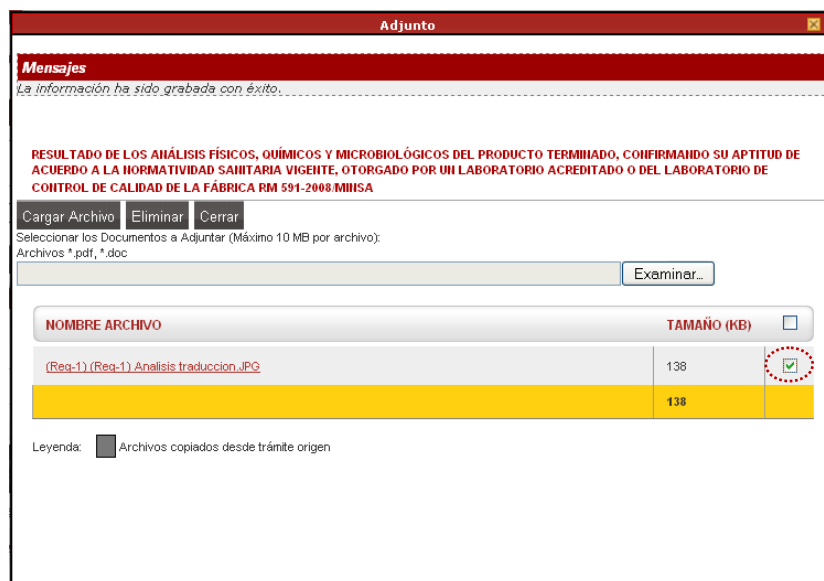 Adjunto
Mensajes
La información ha sido grabada con éxito.
RESULTADO DE LOS ANÁLISIS FÍSICOS, QUÍMICOS Y MICROBIOLÓGICOS DEL PRODUCTO TERMINADO, CONFIRMANDO SU APTITUD DE
ACUERDO A LA NORMATIVIDAD SANITARIA VIGENTE, OTORGADO POR UN LABORATORIO ACREDITADO O DEL LABORATORIO DE
CONTROL DE CALIDAD DE LA FÁBRICA RM 591-2008/MINSA
Cargar Archivo Eliminar Cerrar
Seleccionar los Documentos a Adjuntar (Máximo 10 MB por archivo):
Archivos *.pdf, *.doc
Examinar...
NOMBRE ARCHIVO TAMAÑO (KB)
(Req-1) (Req-1) Analisis traduccion.JPG 138
138
Leyenda: Archivos copiados desde trámite origen